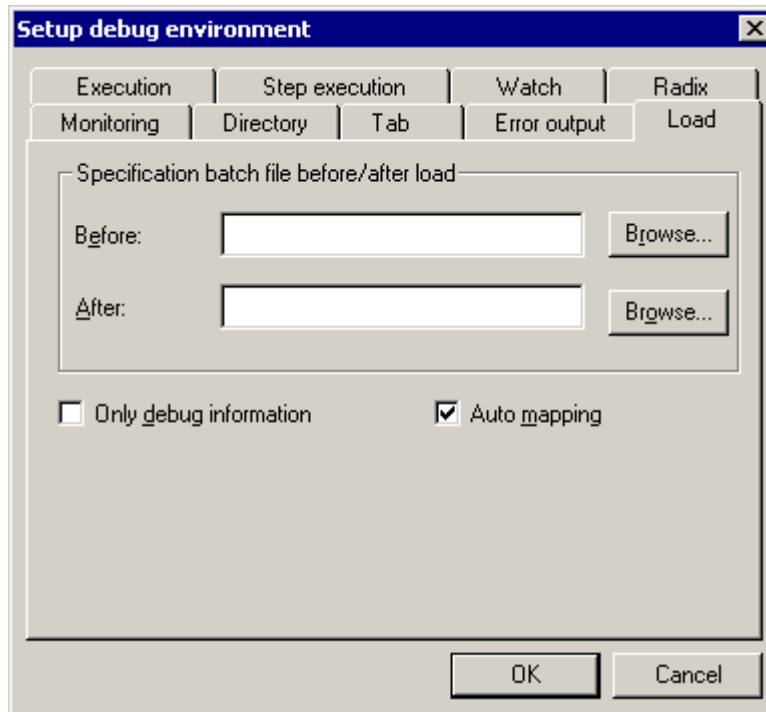 Setup debug environment
Execution Step execution Watch Radix
Monitoring Directory Tab Error output Load
Specification batch file before/after load
Before: Browse...
After: Browse...
Only debug information Auto mapping
OK Cancel